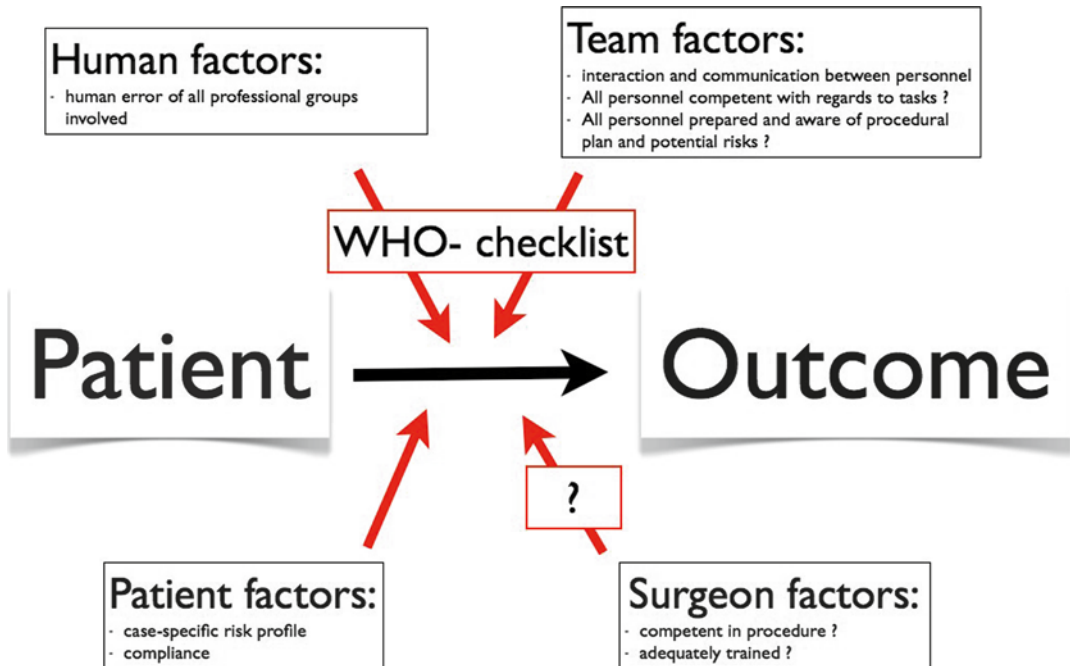 Human factors:
- human error of all professional groups
involved
Team factors:
- interaction and communication between personnel
- All personnel competent with regards to tasks ?
- All personnel prepared and aware of procedural
plan and potential risks ?
WHO- checklist
Patient
Outcome
?
Patient factors:
- case-specific risk profile
- compliance
Surgeon factors:
- competent in procedure ?
- adequately trained ?